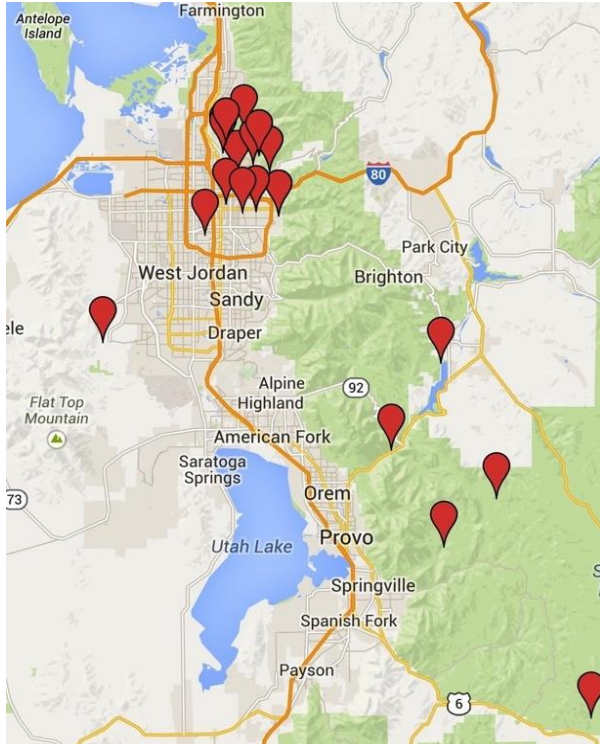 Antelope
Island
Farmington
80
Park City
Brighton
West Jordan
Sandy
ele
Draper
Alpine
92
Highland
Flat Top
Mountain
American Fork
Saratoga
Springs
73
Orem
Provo
Utah Lake
S
Springville
Spanish Fork
Payson
6